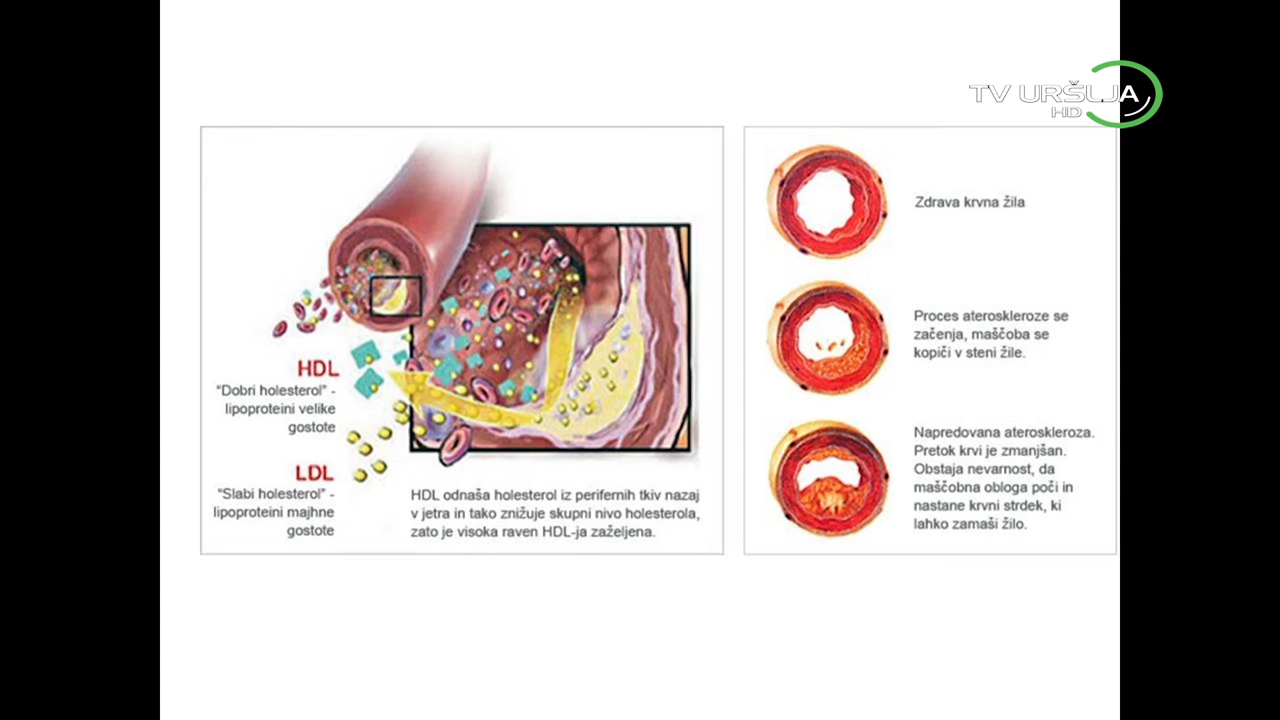 TV URŠLJA
HD
HDL
"Dobri holesterol" -
lipoproteini velike
gostote
LDL
"Slabi holesterol" -
lipoproteini majhne
gostote
HDL odnaša holesterol iz perifernih tkiv nazaj
v jetra in tako znižuje skupni nivo holesterola,
zato je visoka raven HDL-ja zaželjena.
Zdrava krvna žila
Proces ateroskleroze se
začenja, maščoba se
kopiči v steni žile.
Napredovana ateroskleroza.
Pretok krvi je zmanjšan.
Obstaja nevarnost, da
maščobna obloga poči in
nastane krvni strdek, ki
lahko zamaši žilo.